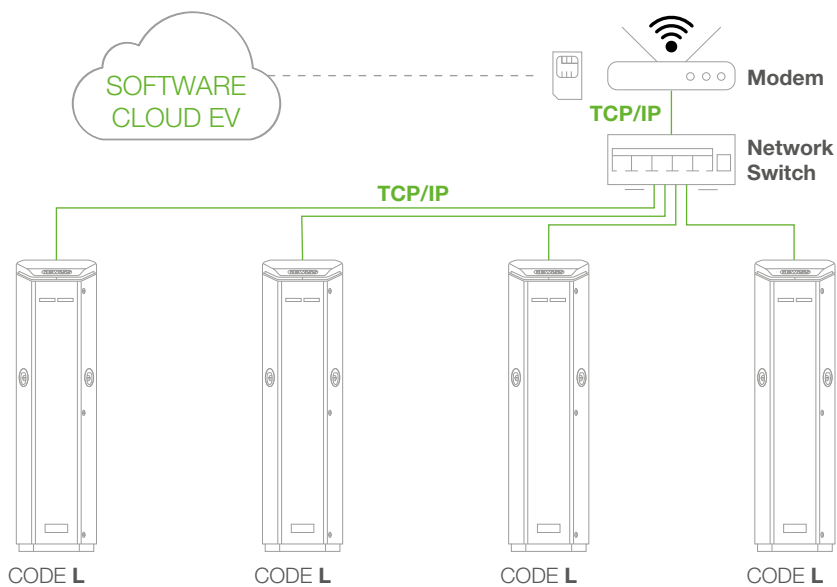 SOFTWARE
CLOUD EV
Modem
TCP/IP
Network
Switch
TCP/IP
CODE L
CODE L
CODE L
CODE L